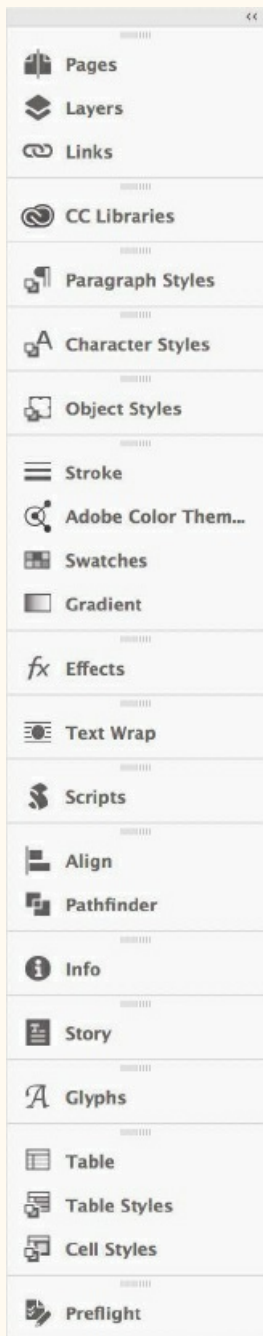 Pages
Layers
Links
CC Libraries
Paragraph Styles
Character Styles
Object Styles
Stroke
Adobe Color Them...
Swatches
Gradient
Effects
Text Wrap
Scripts
Align
Pathfinder
Info
Story
Glyphs
Table
Table Styles
Cell Styles
Preflight